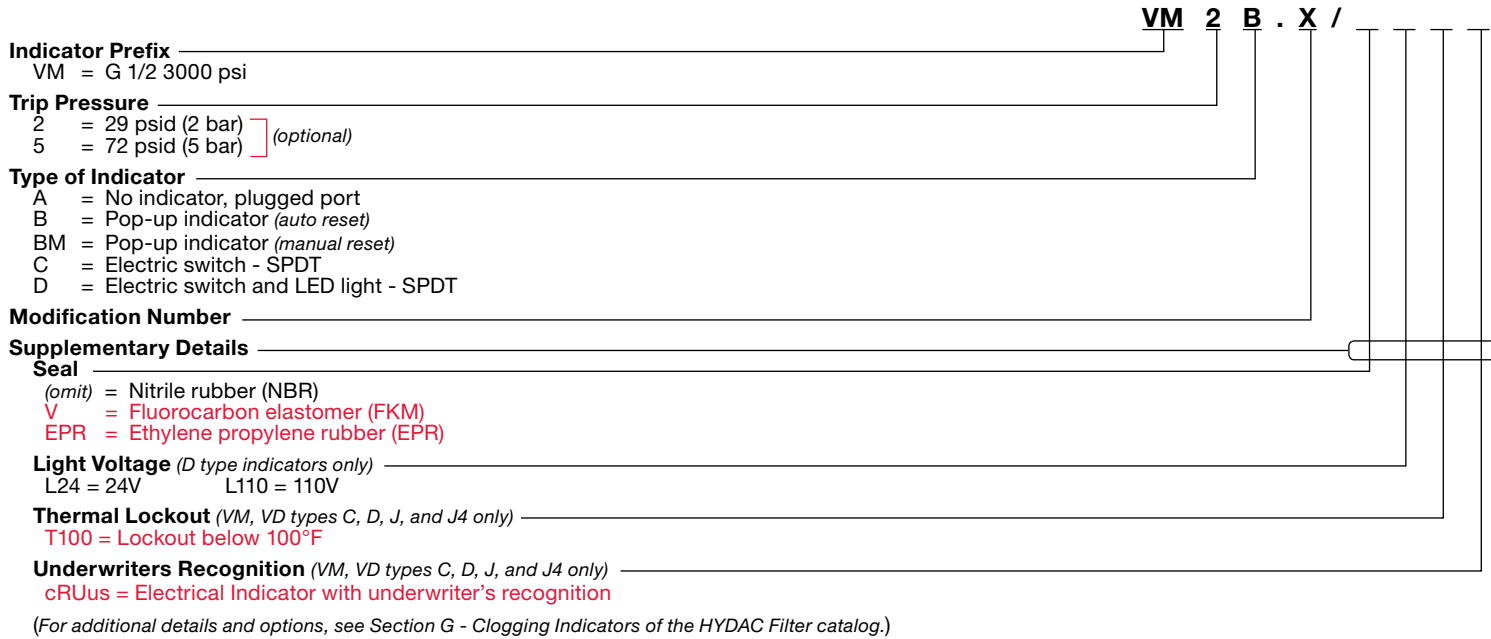 VM 2 B . X /
Indicator Prefix
VM = G 1/2 3000 psi
Trip Pressure
2 = 29 psid (2 bar)
5 = 72 psid (5 bar)
(optional)
Type of Indicator
A = No indicator, plugged port
B = Pop-up indicator (auto reset)
BM = Pop-up indicator (manual reset)
C = Electric switch - SPDT
D = Electric switch and LED light - SPDT
Modification Number
Supplementary Details
Seal
(omit) = Nitrile rubber (NBR)
V = Fluorocarbon elastomer (FKM)
EPR = Ethylene propylene rubber (EPR)
Light Voltage (D type indicators only)
L24 = 24V L110 = 110V
Thermal Lockout (VM, VD types C, D, J, and J4 only)
T100 = Lockout below 100°F
Underwriters Recognition (VM, VD types C, D, J, and J4 only)
cRUus = Electrical Indicator with underwriter's recognition
(For additional details and options, see Section G - Clogging Indicators of the HYDAC Filter catalog.)